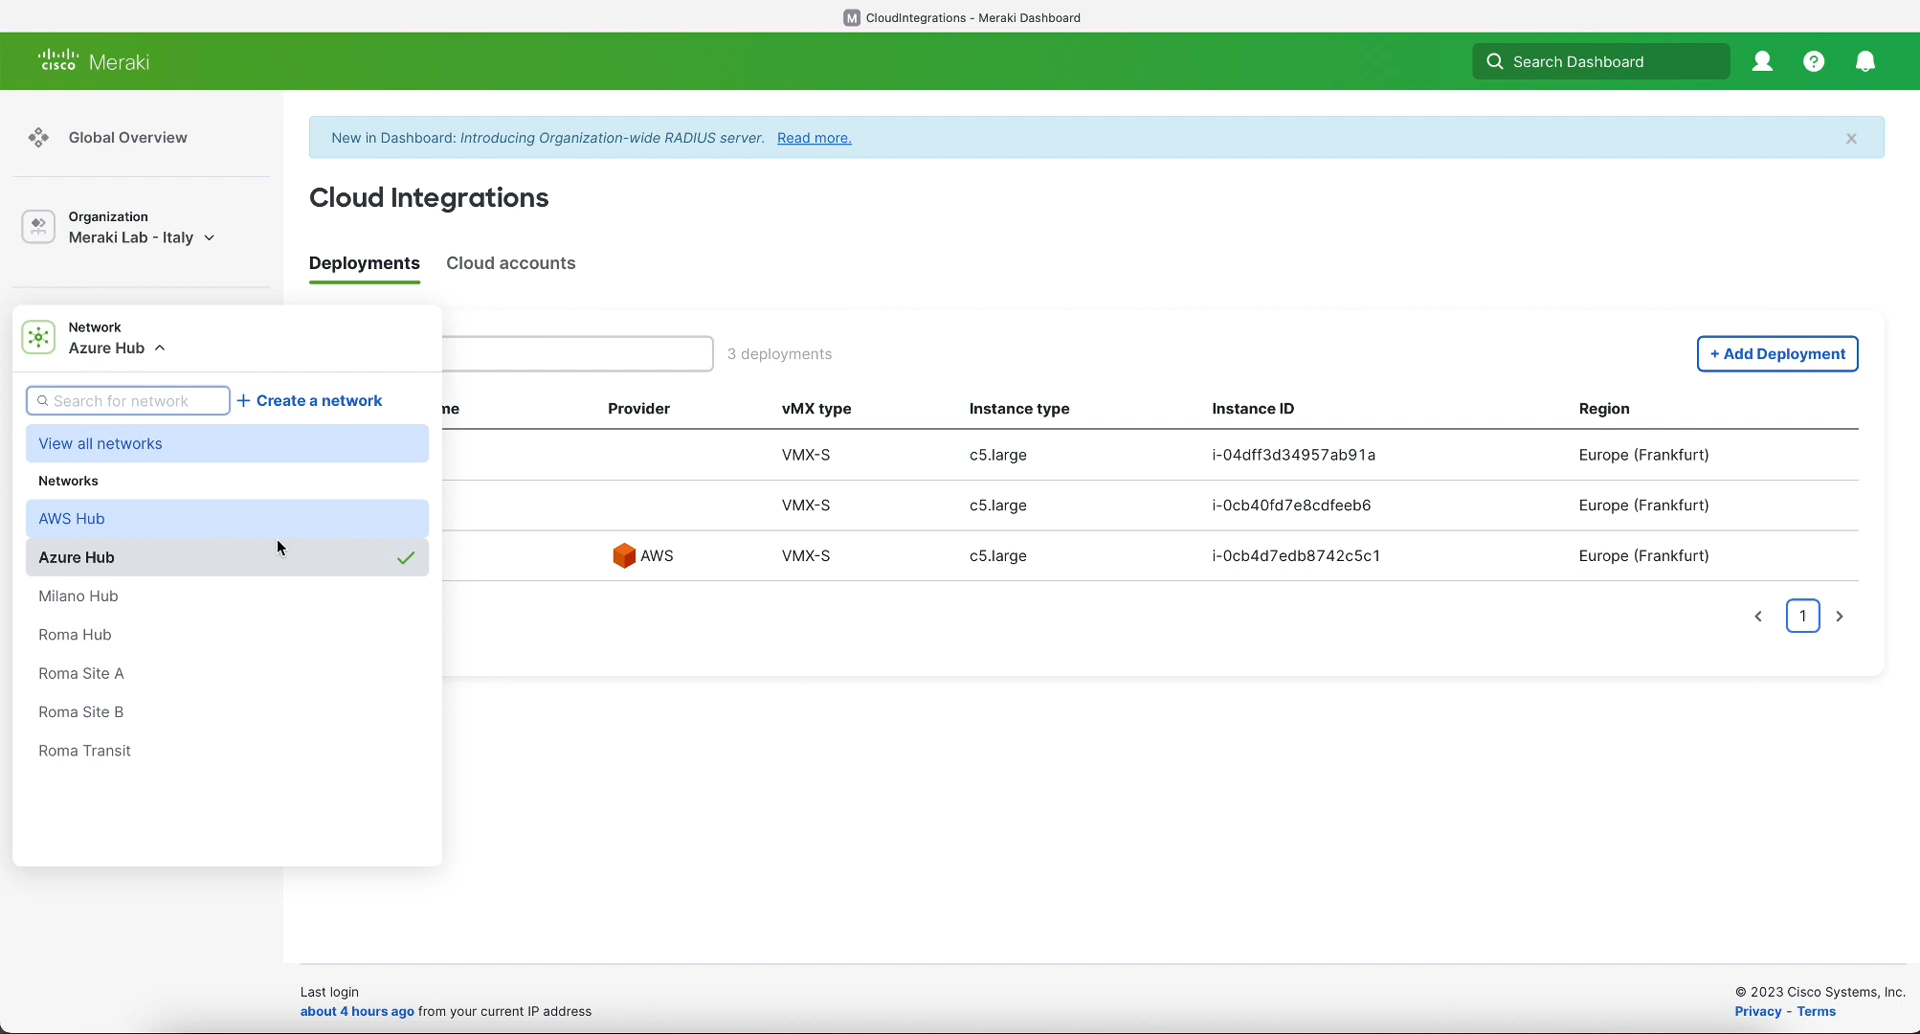 M CloudIntegrations - Meraki Dashboard
CISCO Meraki
Search Dashboard
?
Global Overview
Organization
Meraki Lab - Italy
New in Dashboard: Introducing Organization-wide RADIUS server. Read more.
Cloud Integrations
Deployments Cloud accounts
Network
Azure Hub
Search for network + Create a network
View all networks
Networks
AWS Hub
Azure Hub
Milano Hub
Roma Hub
Roma Site A
Roma Site B
Roma Transit
3 deployments
+ Add Deployment
me Provider vMX type Instance type Instance ID Region
VMX-S c5.large i-04dff3d34957ab91a Europe (Frankfurt)
VMX-S c5.large i-0cb40fd7e8cdfeeb6 Europe (Frankfurt)
AWS VMX-S c5.large i-0cb4d7edb8742c5c1 Europe (Frankfurt)
1
Last login
about 4 hours ago from your current IP address
© 2023 Cisco Systems, Inc.
Privacy - Terms